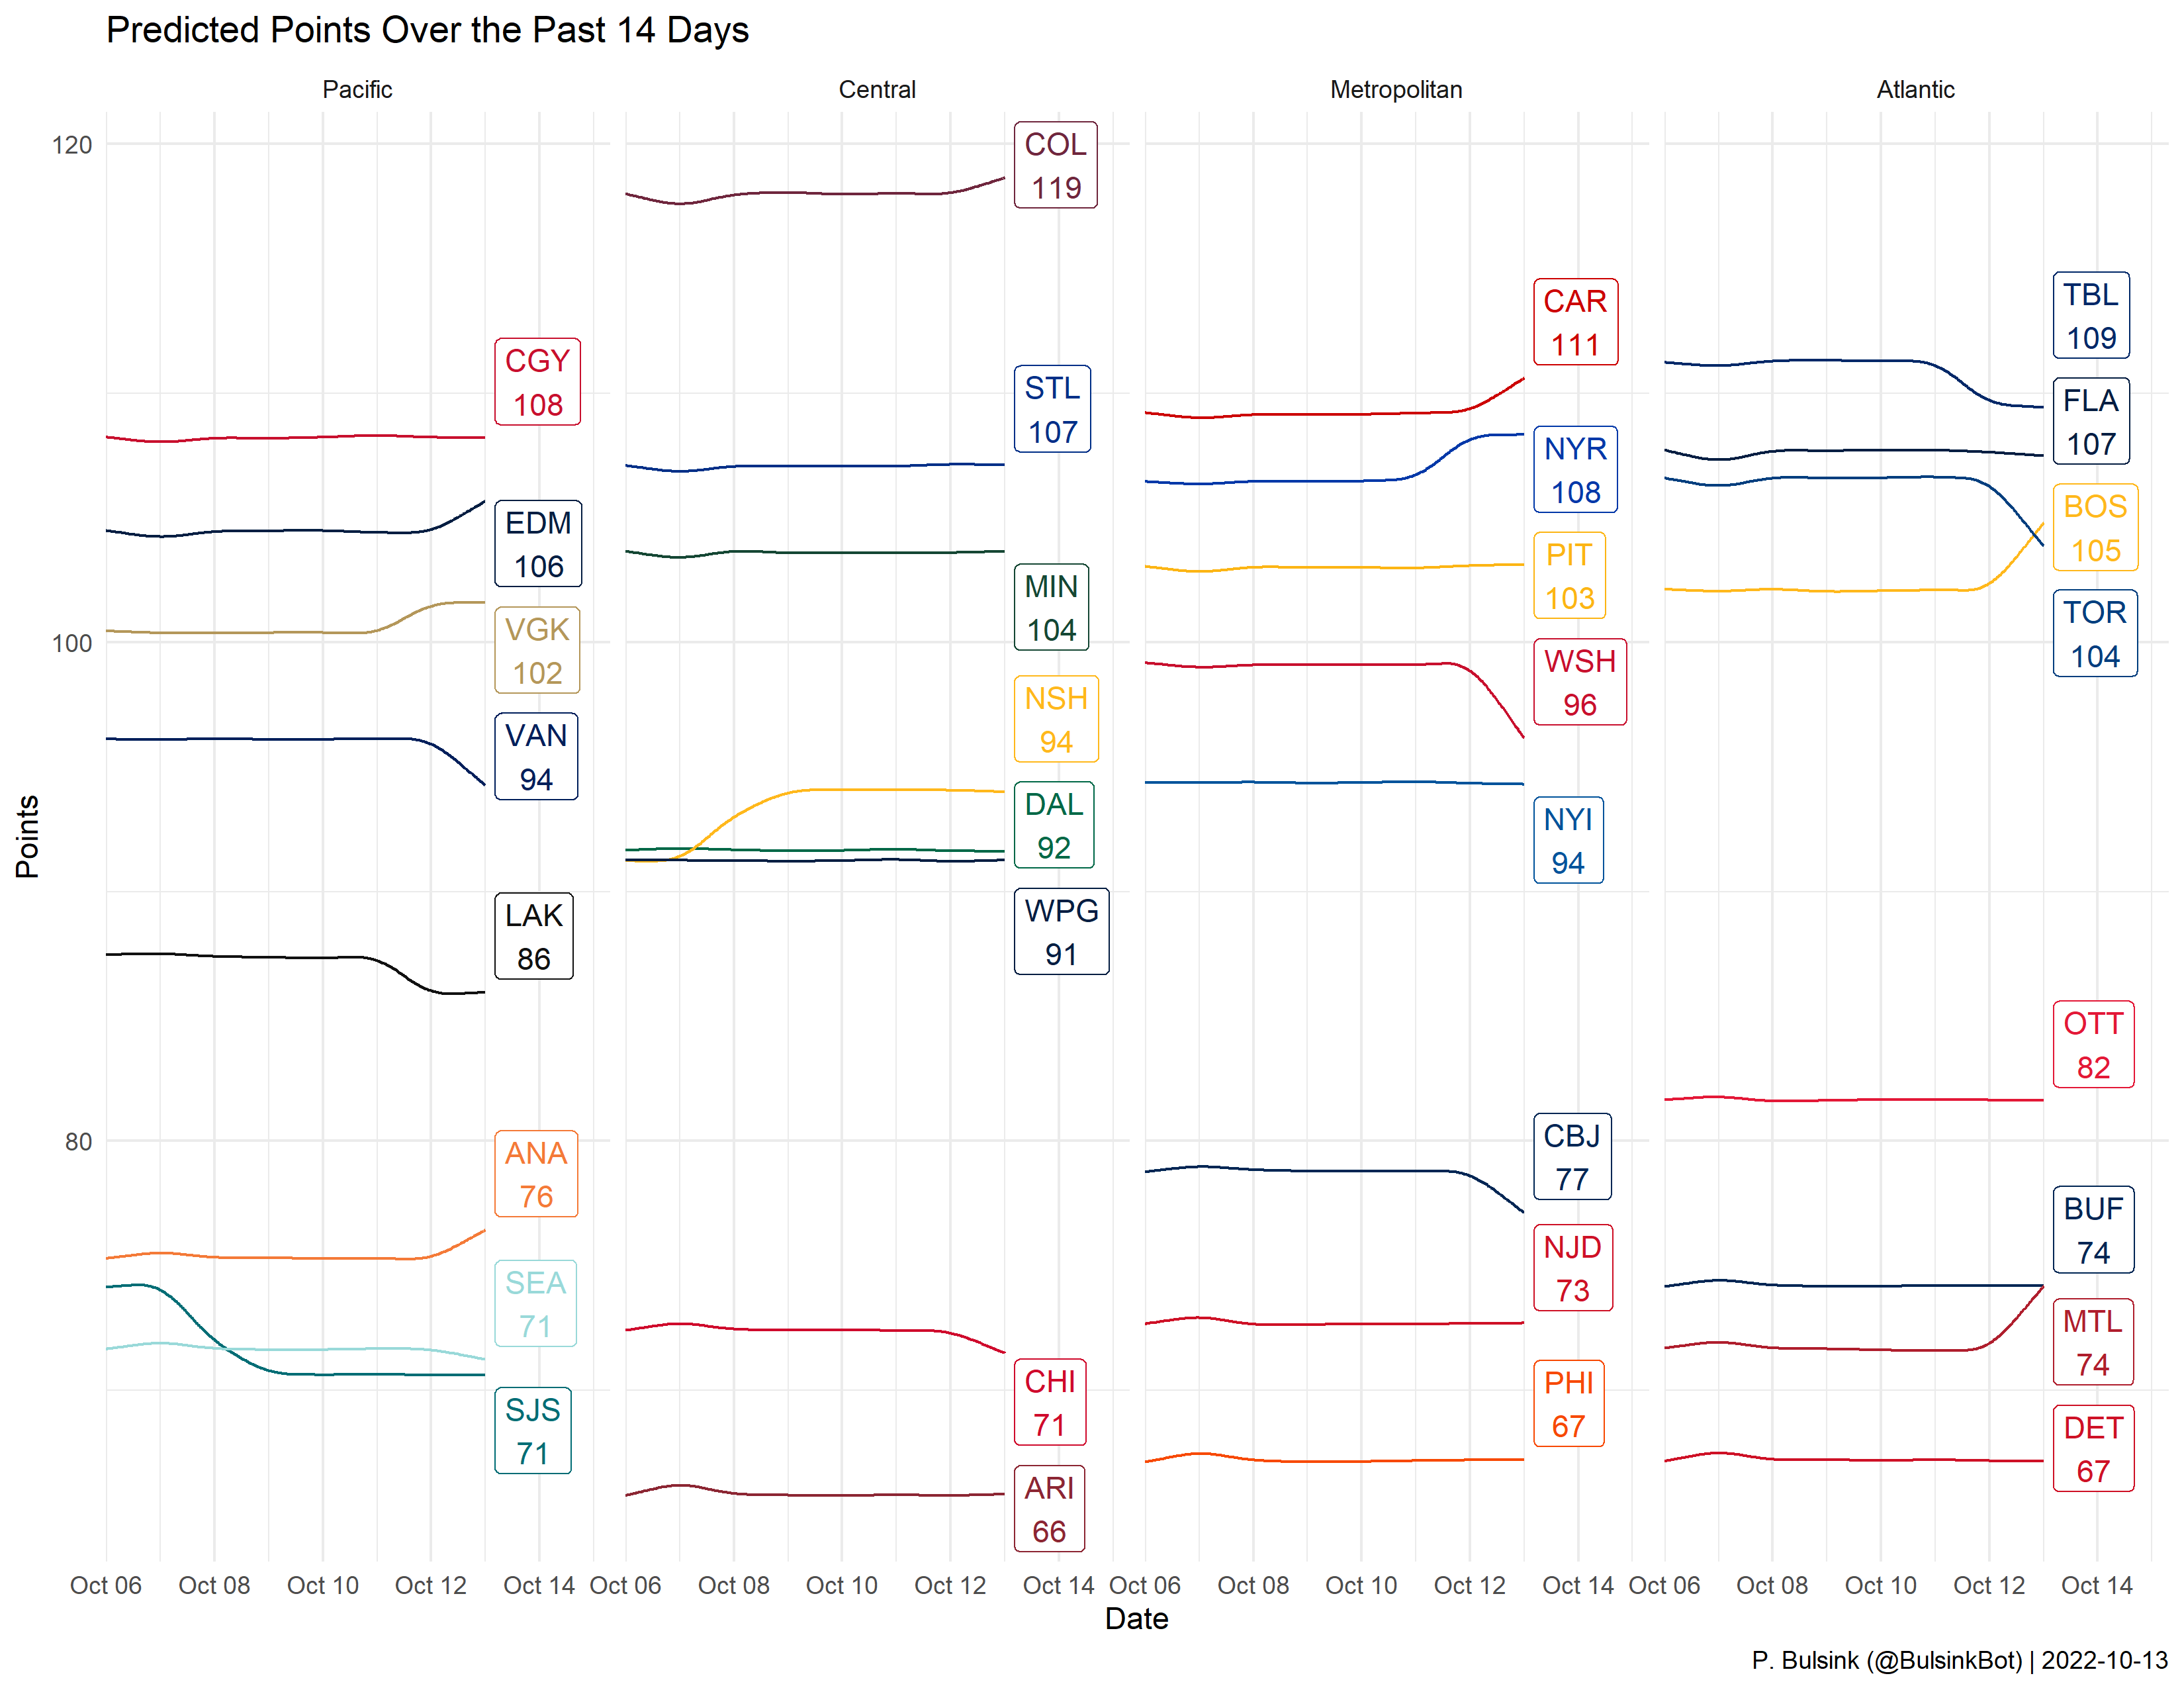 Predicted Points Over the Past 14 Days
Pacific
Central
Metropolitan
Atlantic
Points
120
100
80
CGY
108
EDM
106
VGK
102
VAN
94
LAK
86
ANA
76
SEA
71
SJS
71
COL
119
STL
107
MIN
104
NSH
94
DAL
92
WPG
91
CHI
71
ARI
66
CAR
111
NYR
108
PIT
103
WSH
96
NYI
94
CBJ
77
NJD
73
PHI
67
TBL
109
FLA
107
BOS
105
TOR
104
OTT
82
BUF
74
MTL
74
DET
67
Oct 06 Oct 08 Oct 10 Oct 12 Oct 14 Oct 06 Oct 08 Oct 10 Oct 12 Oct 14 Oct 06 Oct 08 Oct 10 Oct 12 Oct 14 Oct 06 Oct 08 Oct 10 Oct 12 Oct 14
Date
P. Bulsink (@BulsinkBot) | 2022-10-13